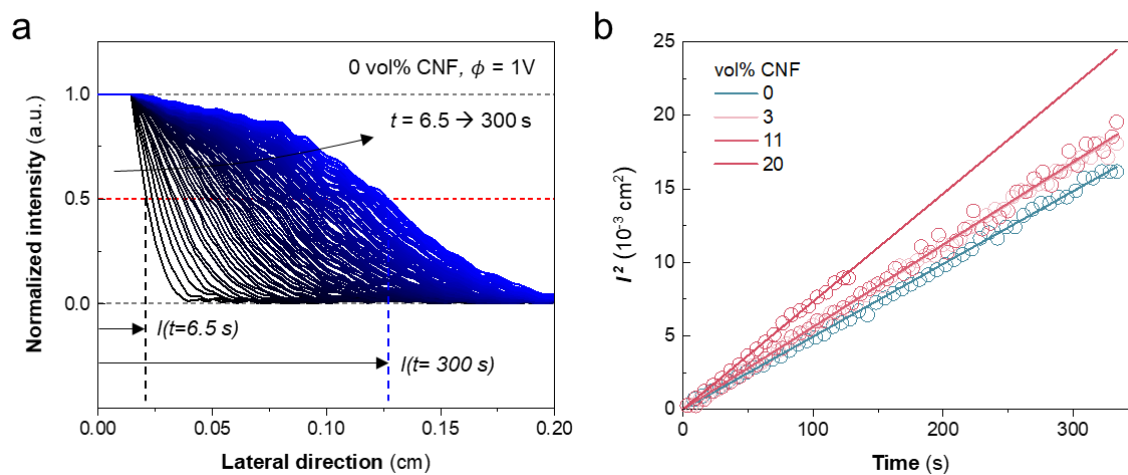 a
0 vol% CNF, ϕ = 1V
t = 6.5 → 300 s
Normalized intensity (a.u.)
1.0
0.5
0.0
l(t=6.5 s)
l(t= 300 s)
0.00
0.05
0.10
0.15
0.20
Lateral direction (cm)
b
vol% CNF
0
3
11
20
l² (10⁻³ cm²)
25
20
15
10
5
0
0
100
200
300
Time (s)